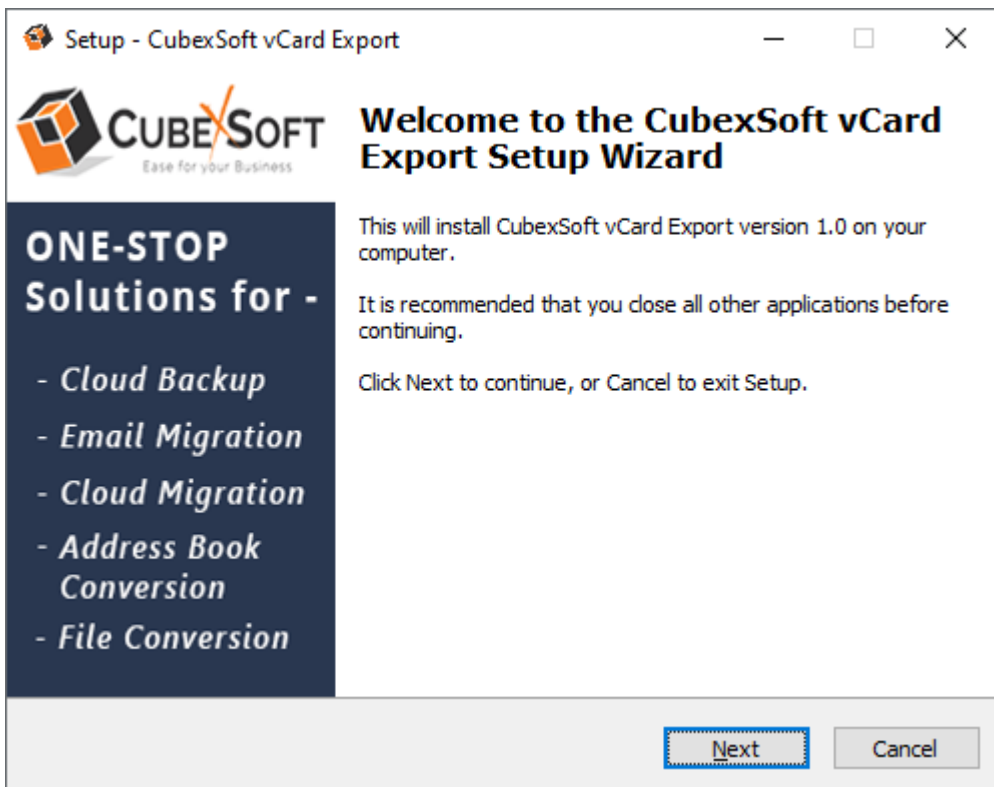 Setup - CubexSoft vCard Export
CUBEXSOFT
Ease for your Business
Welcome to the CubexSoft vCard
Export Setup Wizard
This will install CubexSoft vCard Export version 1.0 on your
computer.
It is recommended that you close all other applications before
continuing.
Click Next to continue, or Cancel to exit Setup.
ONE-STOP
Solutions for -
- Cloud Backup
- Email Migration
- Cloud Migration
- Address Book
Conversion
- File Conversion
Next
Cancel